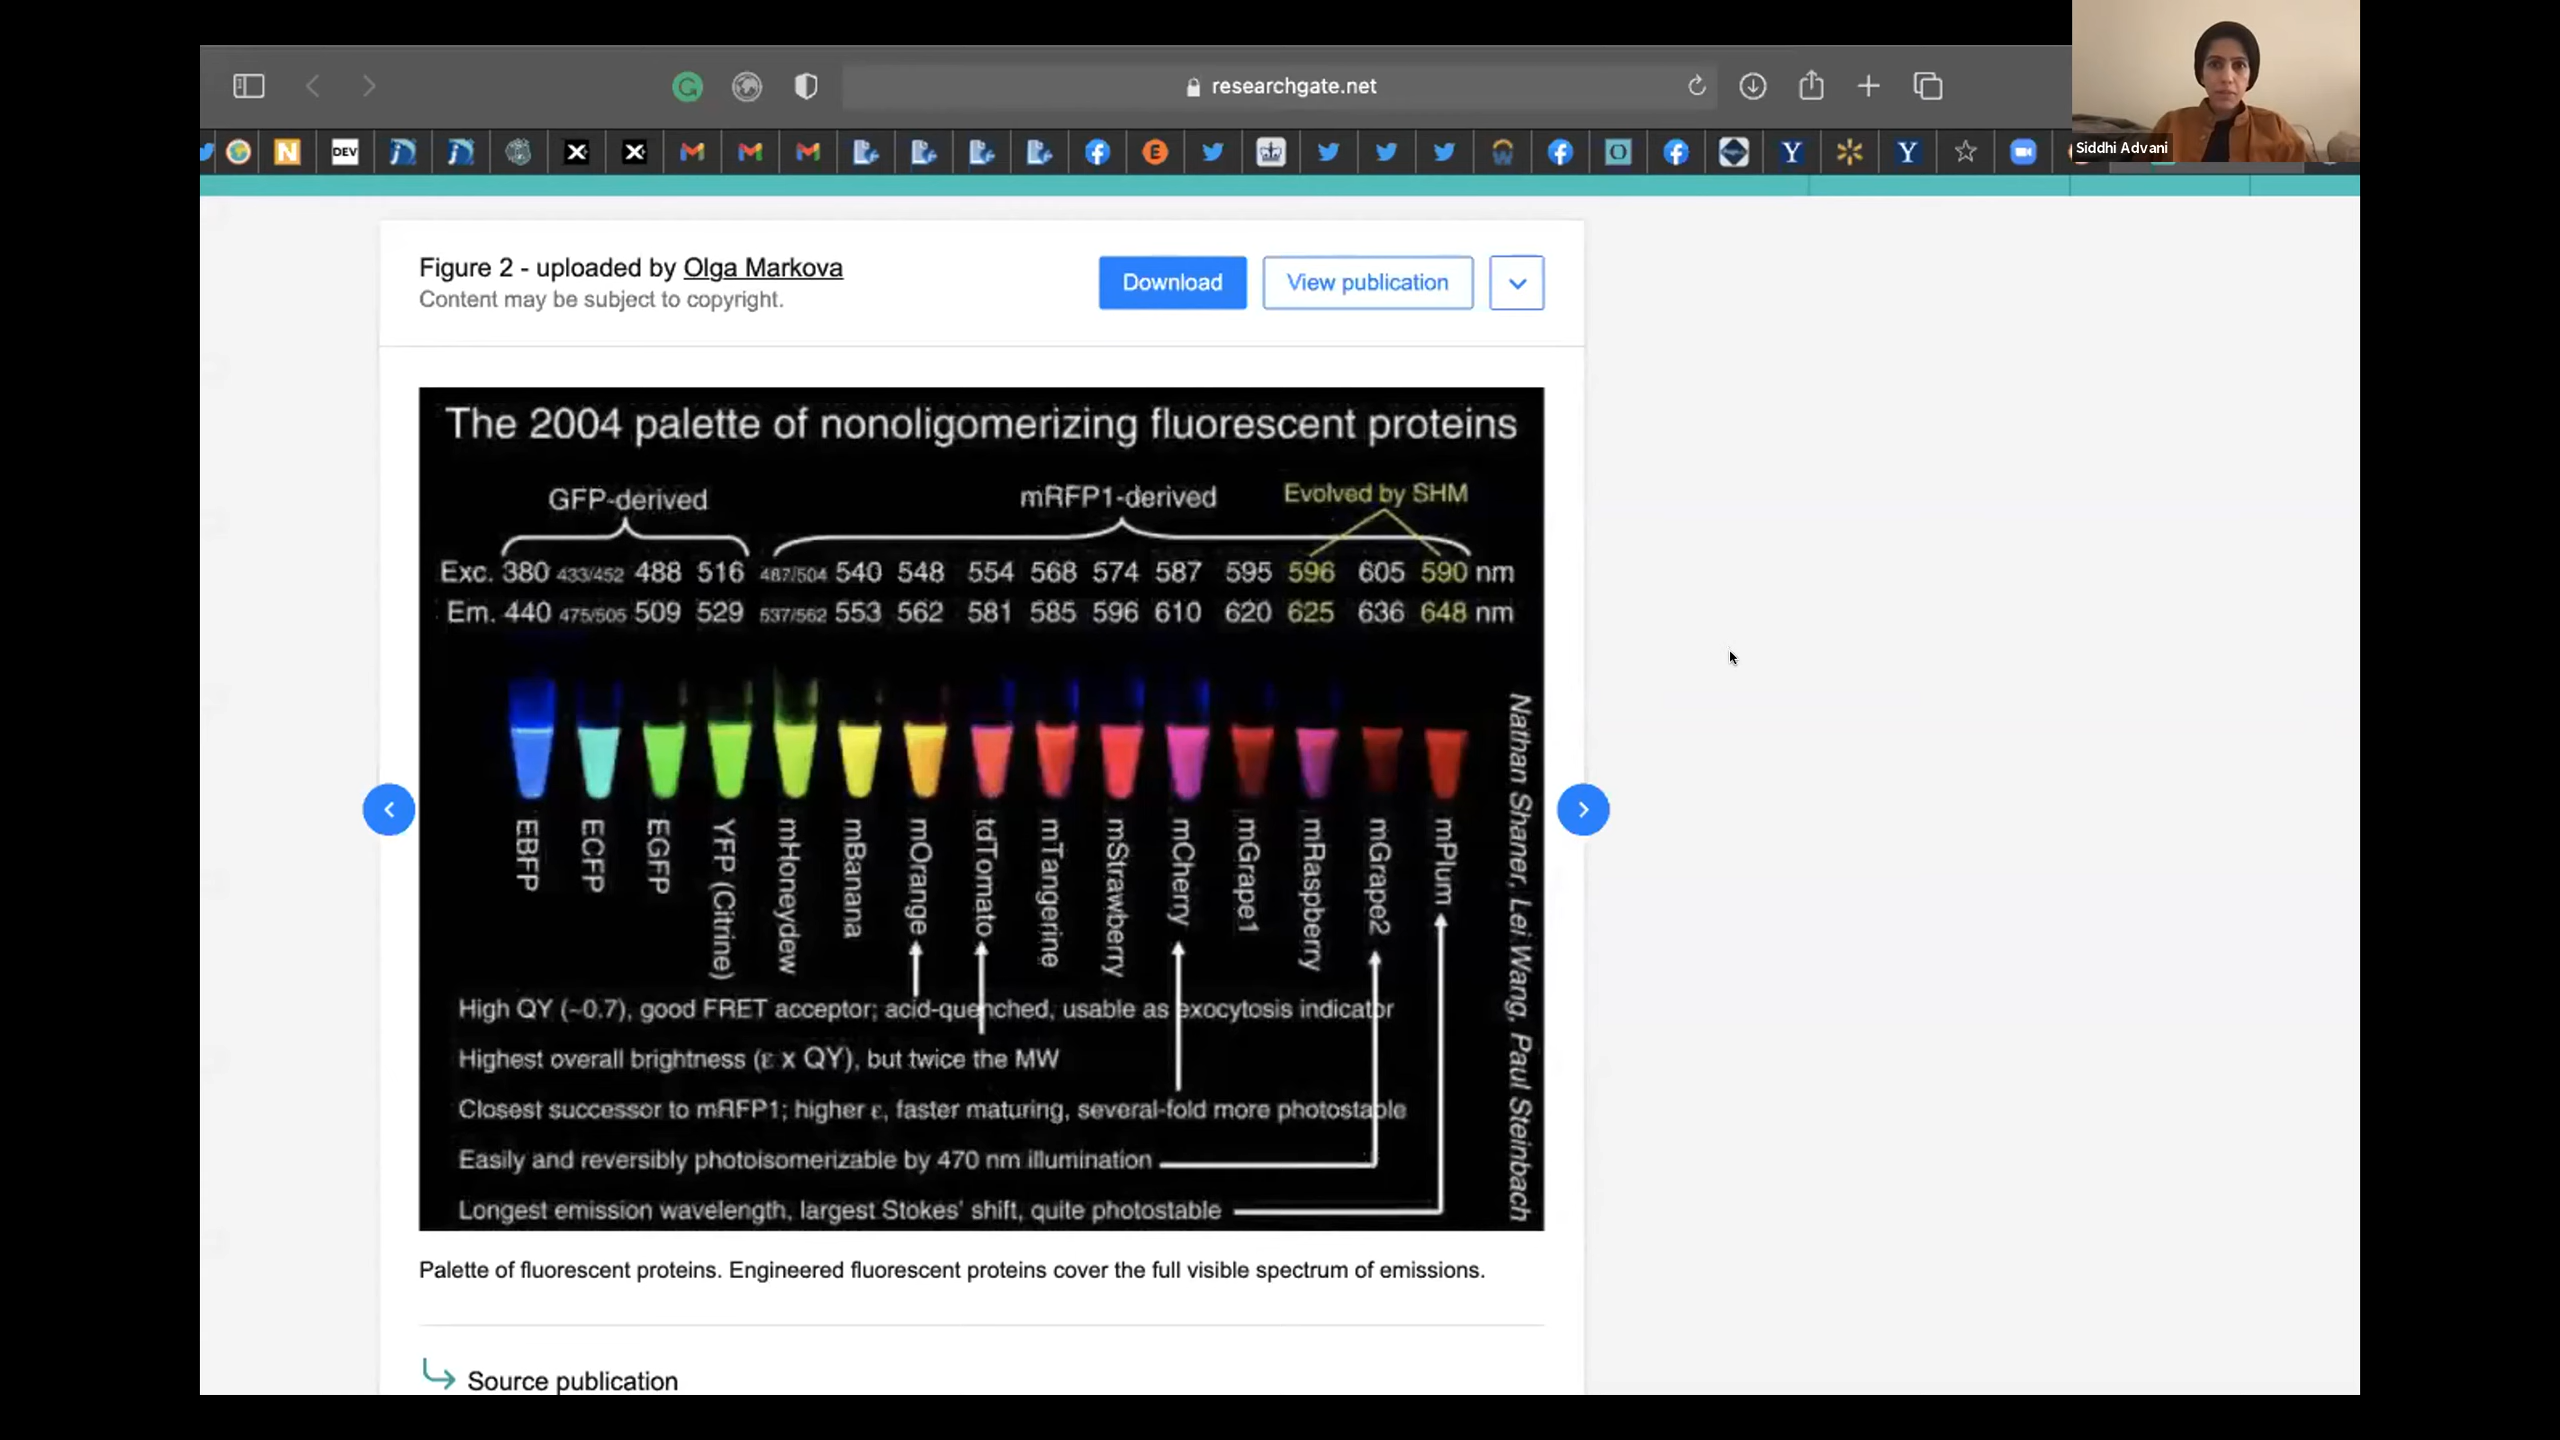 researchgate.net
DEV
Siddhi Advani
Figure 2 - uploaded by Olga Markova
Content may be subject to copyright.
Download
View publication
The 2004 palette of nonoligomerizing fluorescent proteins
GFP-derived
mRFP1-derived
Evolved by SHM
Exc. 380 433/452 488 516 487/504 540 548 554 568 574 587 595 596 605 590 nm
Em. 440 475/505 509 529 537/562 553 562 581 585 596 610 620 625 636 648 nm
EBFP
ECFP
EGFP
YFP (Citrine)
mHoneydew
mBanana
mOrange
tdTomato
mTangerine
mStrawberry
mCherry
mGrape1
mRaspberry
mGrape2
mPlum
Nathan Shaner, Lei Wang, Paul Steinbach
High QY (~0.7), good FRET acceptor; acid-quenched, usable as exocytosis indicator
Highest overall brightness (ε x QY), but twice the MW
Closest successor to mRFP1; higher ε, faster maturing, several-fold more photostable
Easily and reversibly photoisomerizable by 470 nm illumination
Longest emission wavelength, largest Stokes' shift, quite photostable
Palette of fluorescent proteins. Engineered fluorescent proteins cover the full visible spectrum of emissions.
Source publication